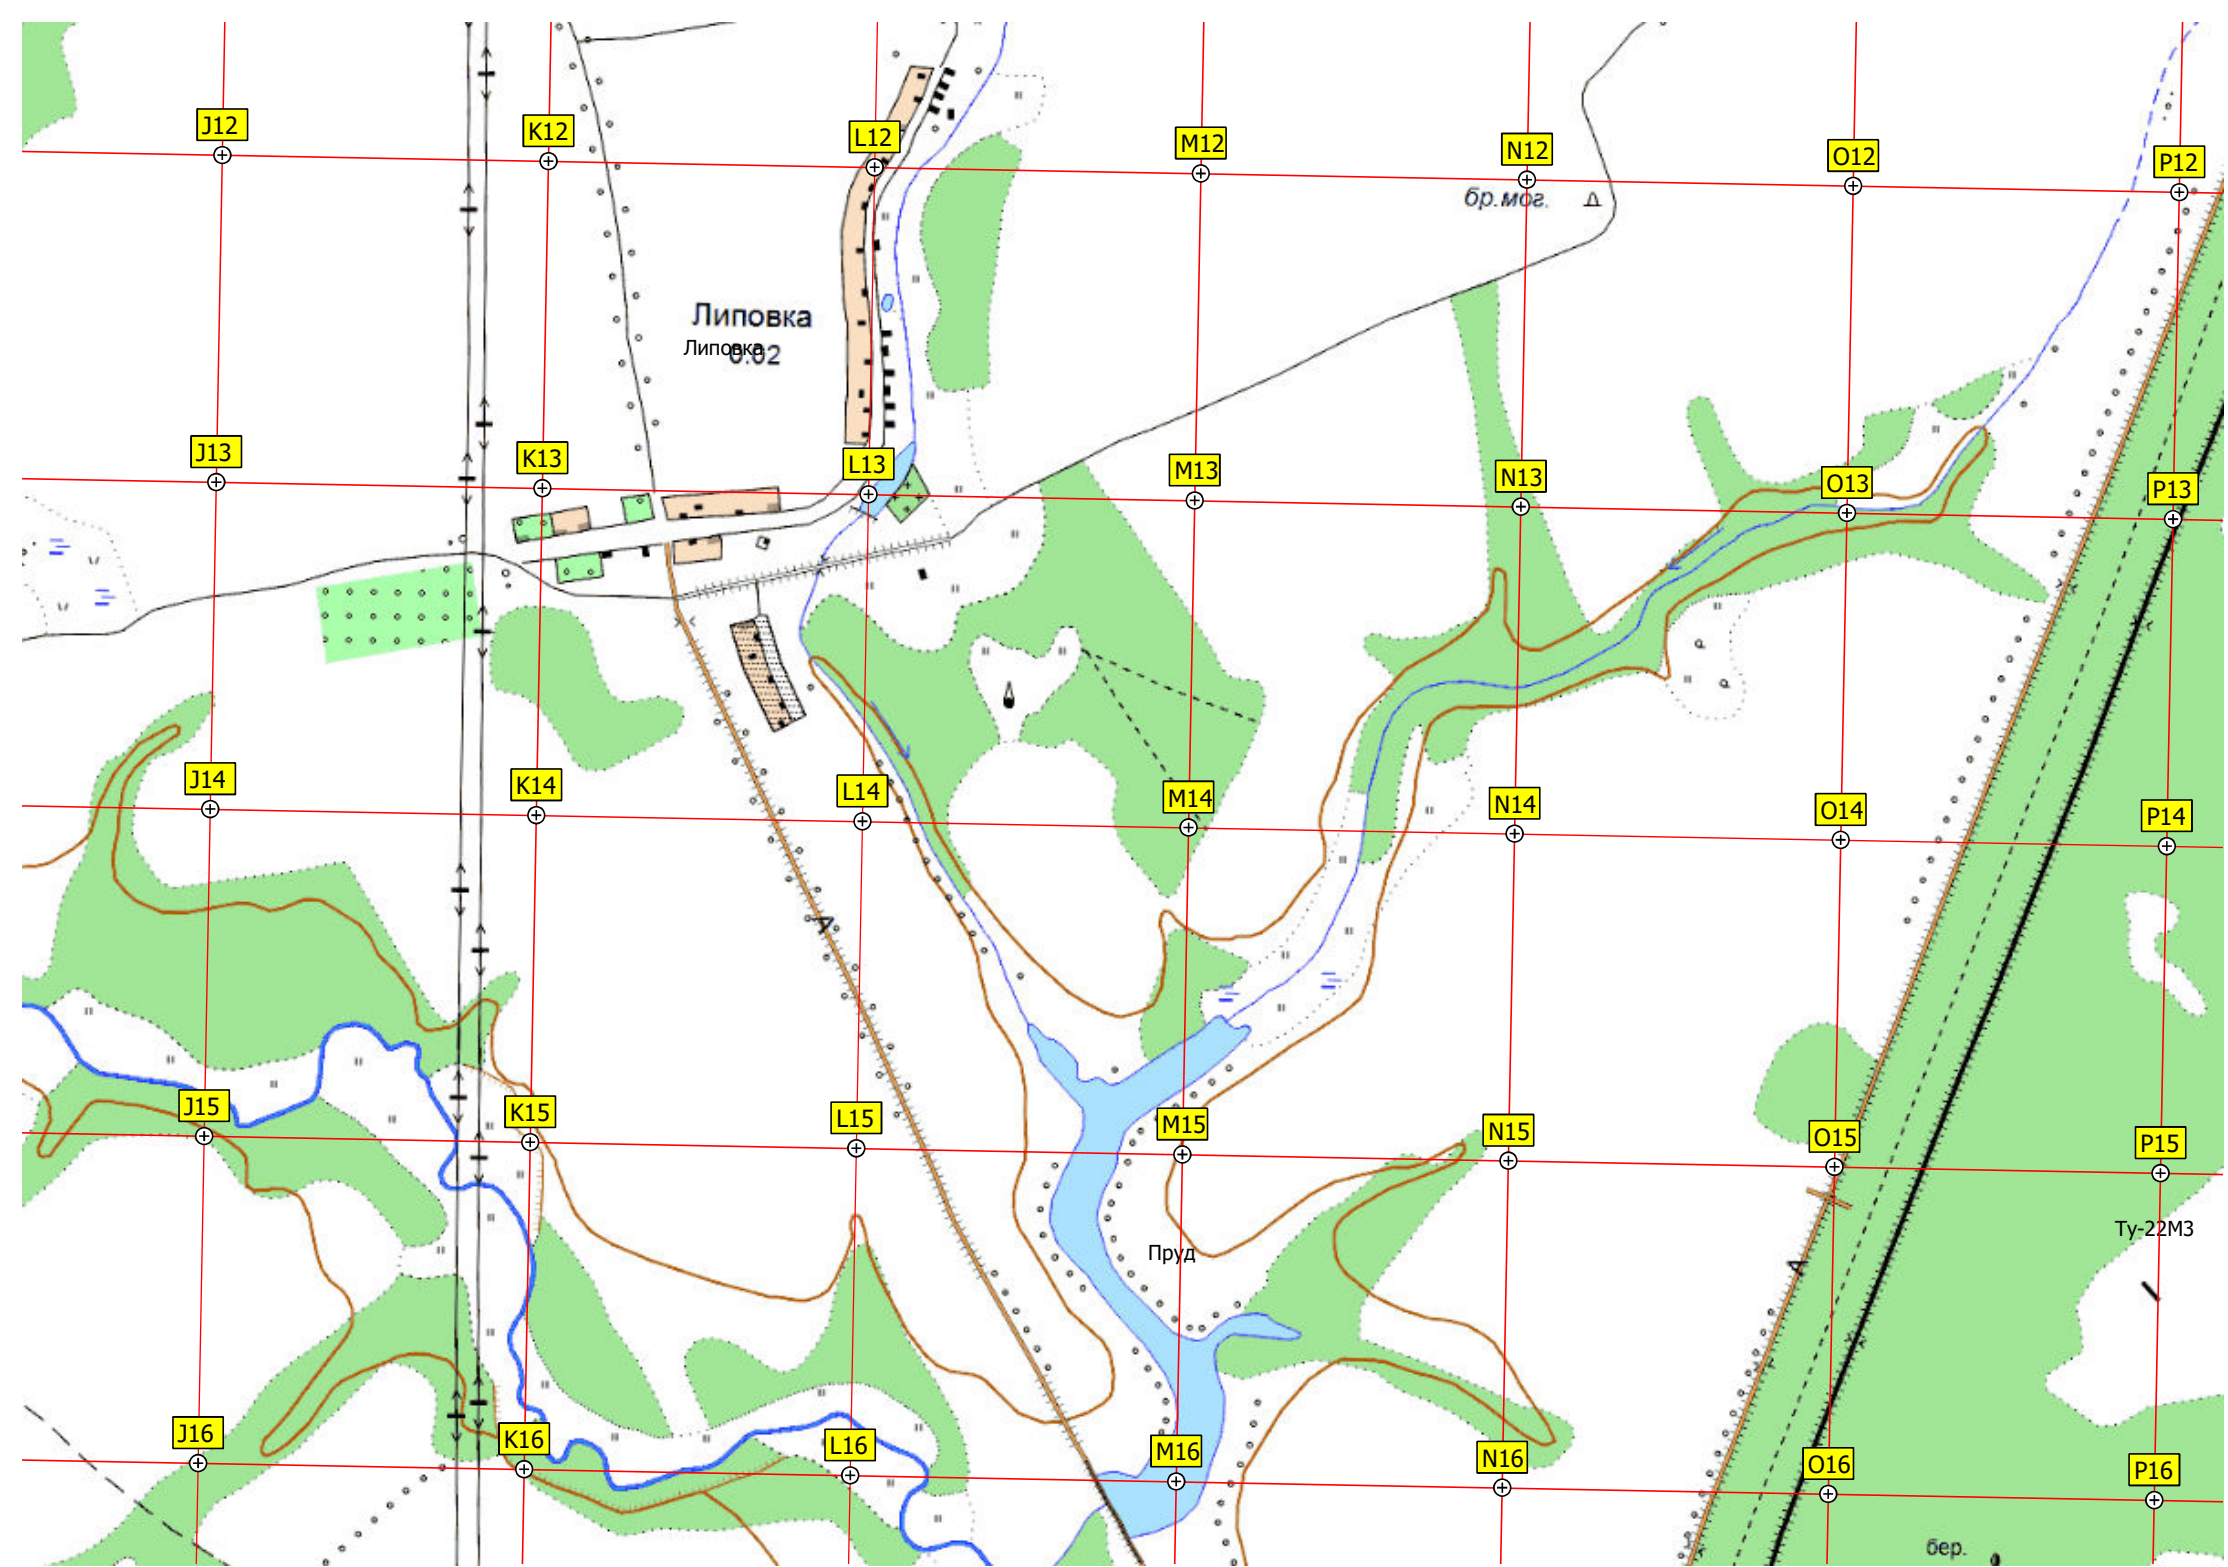 J12
K12
L12
M12
N12
O12
P12
бр.мог.
Липовка
Липовка
0.02
J13
K13
L13
M13
N13
O13
P13
J14
K14
L14
M14
N14
O14
P14
А
J15
K15
L15
M15
N15
O15
P15
Ту-22М3
Пруд
А
J16
K16
L16
M16
N16
O16
P16
бер.